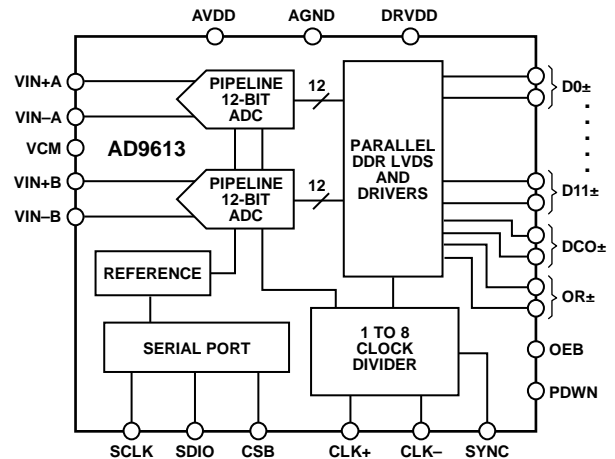 AVDD AGND DRVDD
VIN+A
VIN–A
VCM
VIN+B
VIN–B
AD9613
PIPELINE
12-BIT
ADC
12
PIPELINE
12-BIT
ADC
12
PARALLEL
DDR LVDS
AND
DRIVERS
D0±
D11±
DCO±
OR±
OEB
PDWN
REFERENCE
SERIAL PORT
1 TO 8
CLOCK
DIVIDER
SCLK SDIO CSB CLK+ CLK– SYNC